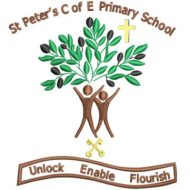 St Peter's C of E Primary School
Unlock Enable Flourish